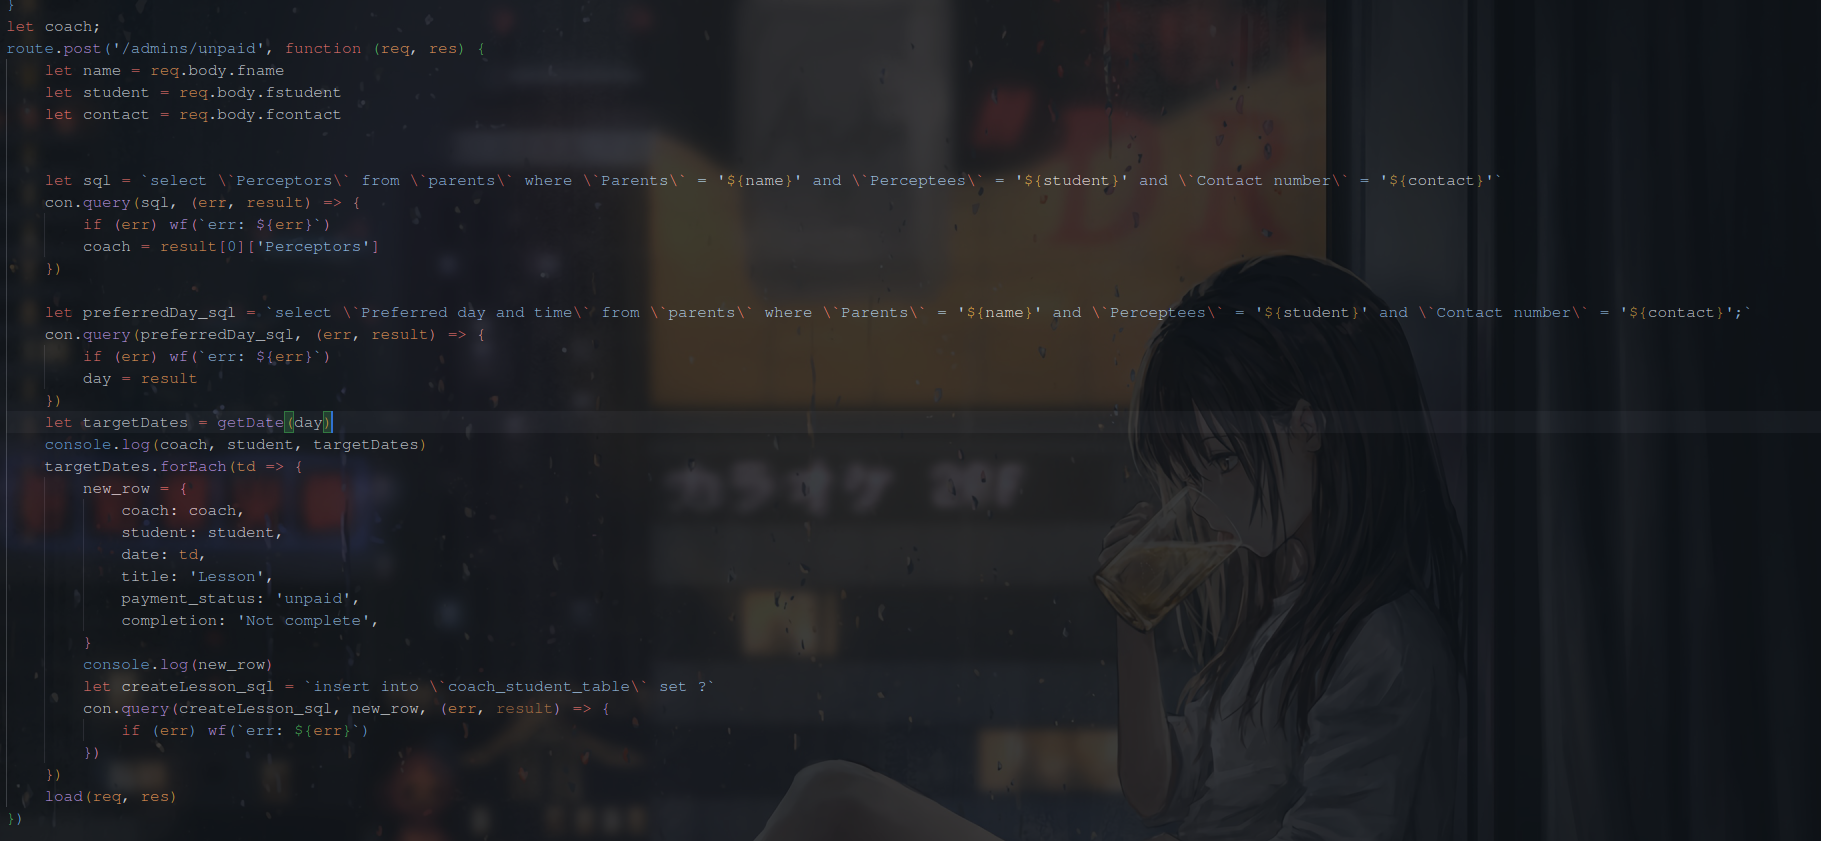 }
let coach;
route.post('/admins/unpaid', function (req, res) {
    let name = req.body.fname
    let student = req.body.fstudent
    let contact = req.body.fcontact
    let sql = `select \`Perceptors\` from \`parents\` where \`Parents\` = '${name}' and \`Perceptees\` = '${student}' and \`Contact number\` = '${contact}'`
    con.query(sql, (err, result) => {
        if (err) wf(`err: ${err}`)
        coach = result[0]['Perceptors']
    })
    let preferredDay_sql = `select \`Preferred day and time\` from \`parents\` where \`Parents\` = '${name}' and \`Perceptees\` = '${student}' and \`Contact number\` = '${contact}';`
    con.query(preferredDay_sql, (err, result) => {
        if (err) wf(`err: ${err}`)
        day = result
    })
    let targetDates = getDate(day)
    console.log(coach, student, targetDates)
    targetDates.forEach(td => {
        new_row = {
            coach: coach,
            student: student,
            date: td,
            title: 'Lesson',
            payment_status: 'unpaid',
            completion: 'Not complete',
        }
        console.log(new_row)
        let createLesson_sql = `insert into \`coach_student_table\` set ?`
        con.query(createLesson_sql, new_row, (err, result) => {
            if (err) wf(`err: ${err}`)
        })
    })
    load(req, res)
})
DR
カラオケ